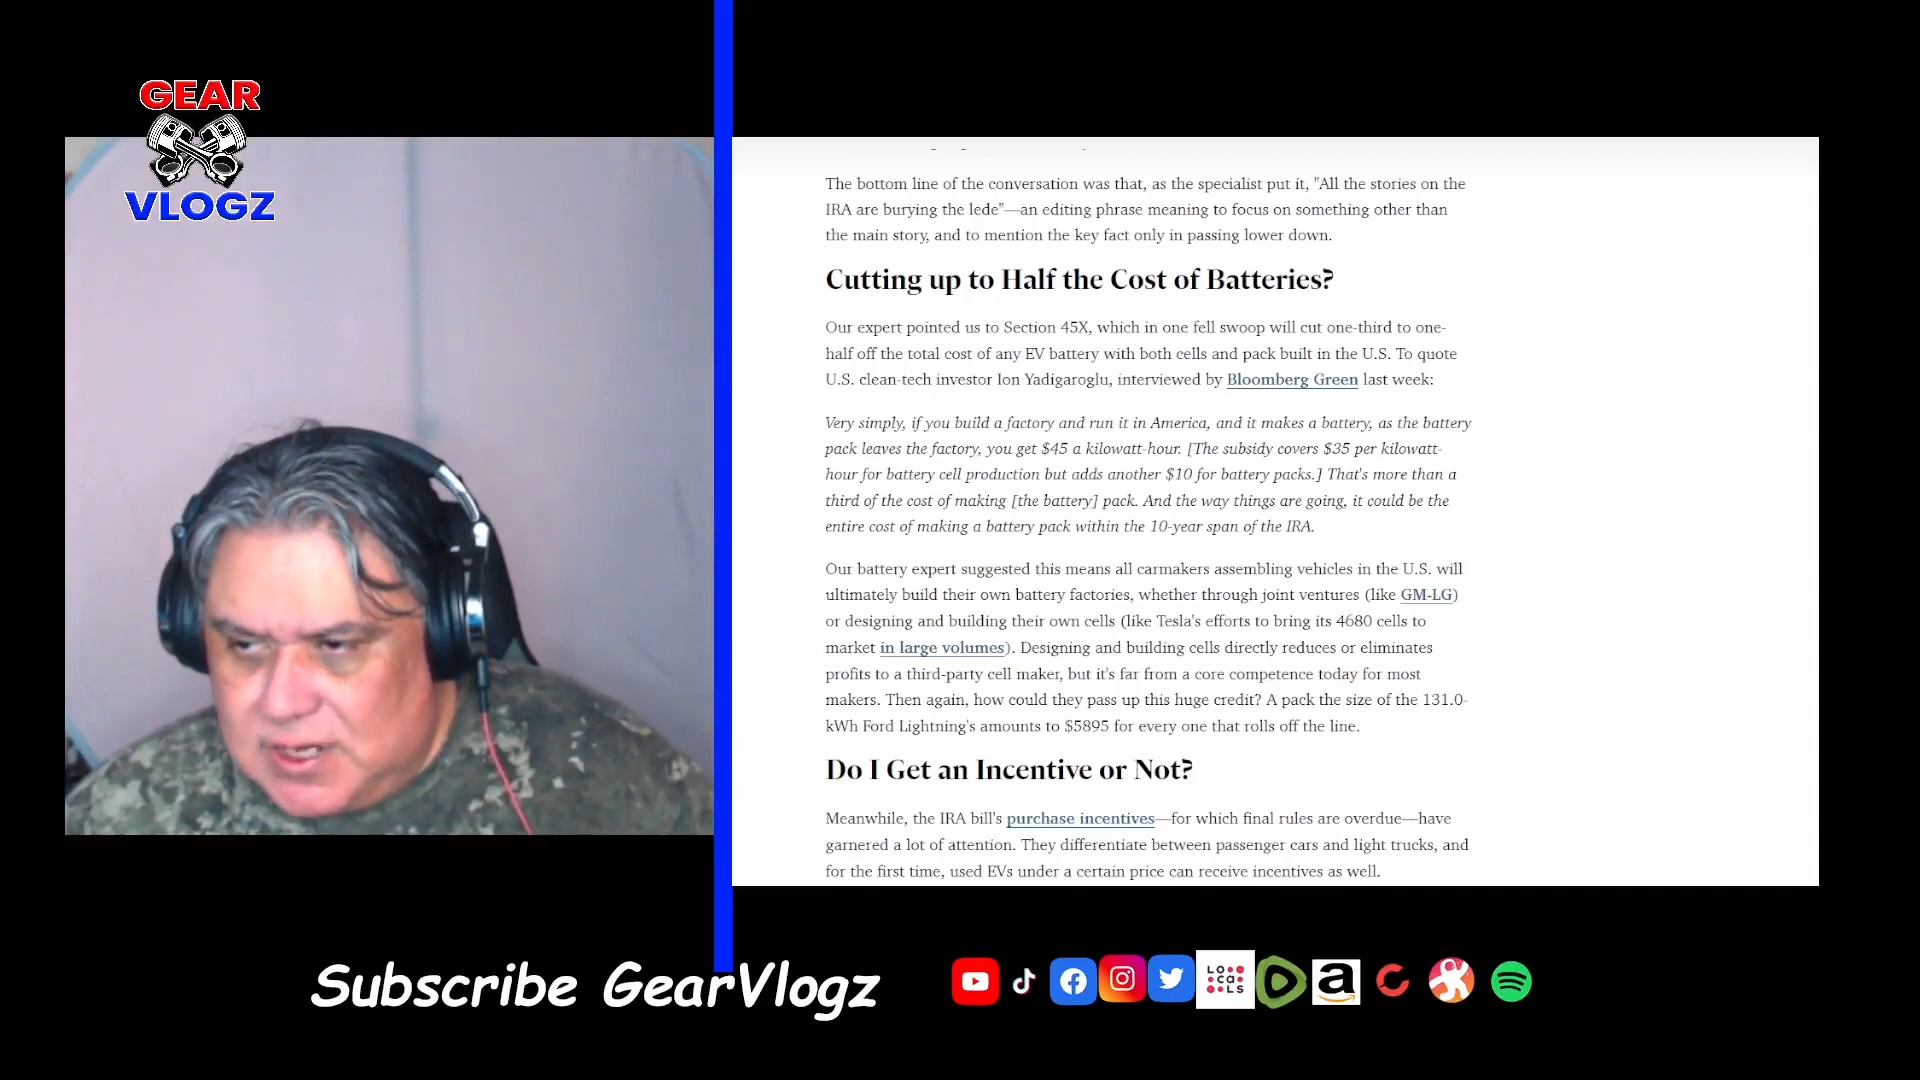 GEAR
VLOGZ
The bottom line of the conversation was that, as the specialist put it, "All the stories on the
IRA are burying the lede"—an editing phrase meaning to focus on something other than
the main story, and to mention the key fact only in passing lower down.
Cutting up to Half the Cost of Batteries?
Our expert pointed us to Section 45X, which in one fell swoop will cut one-third to one-
half off the total cost of any EV battery with both cells and pack built in the U.S. To quote
U.S. clean-tech investor Ion Yadigaroglu, interviewed by Bloomberg Green last week:
Very simply, if you build a factory and run it in America, and it makes a battery, as the battery
pack leaves the factory, you get $45 a kilowatt-hour. [The subsidy covers $35 per kilowatt-
hour for battery cell production but adds another $10 for battery packs.] That's more than a
third of the cost of making [the battery] pack. And the way things are going, it could be the
entire cost of making a battery pack within the 10-year span of the IRA.
Our battery expert suggested this means all carmakers assembling vehicles in the U.S. will
ultimately build their own battery factories, whether through joint ventures (like GM-LG)
or designing and building their own cells (like Tesla's efforts to bring its 4680 cells to
market in large volumes). Designing and building cells directly reduces or eliminates
profits to a third-party cell maker, but it's far from a core competence today for most
makers. Then again, how could they pass up this huge credit? A pack the size of the 131.0-
kWh Ford Lightning's amounts to $5895 for every one that rolls off the line.
Do I Get an Incentive or Not?
Meanwhile, the IRA bill's purchase incentives—for which final rules are overdue—have
garnered a lot of attention. They differentiate between passenger cars and light trucks, and
for the first time, used EVs under a certain price can receive incentives as well.
Subscribe GearVlogz
LOCALS